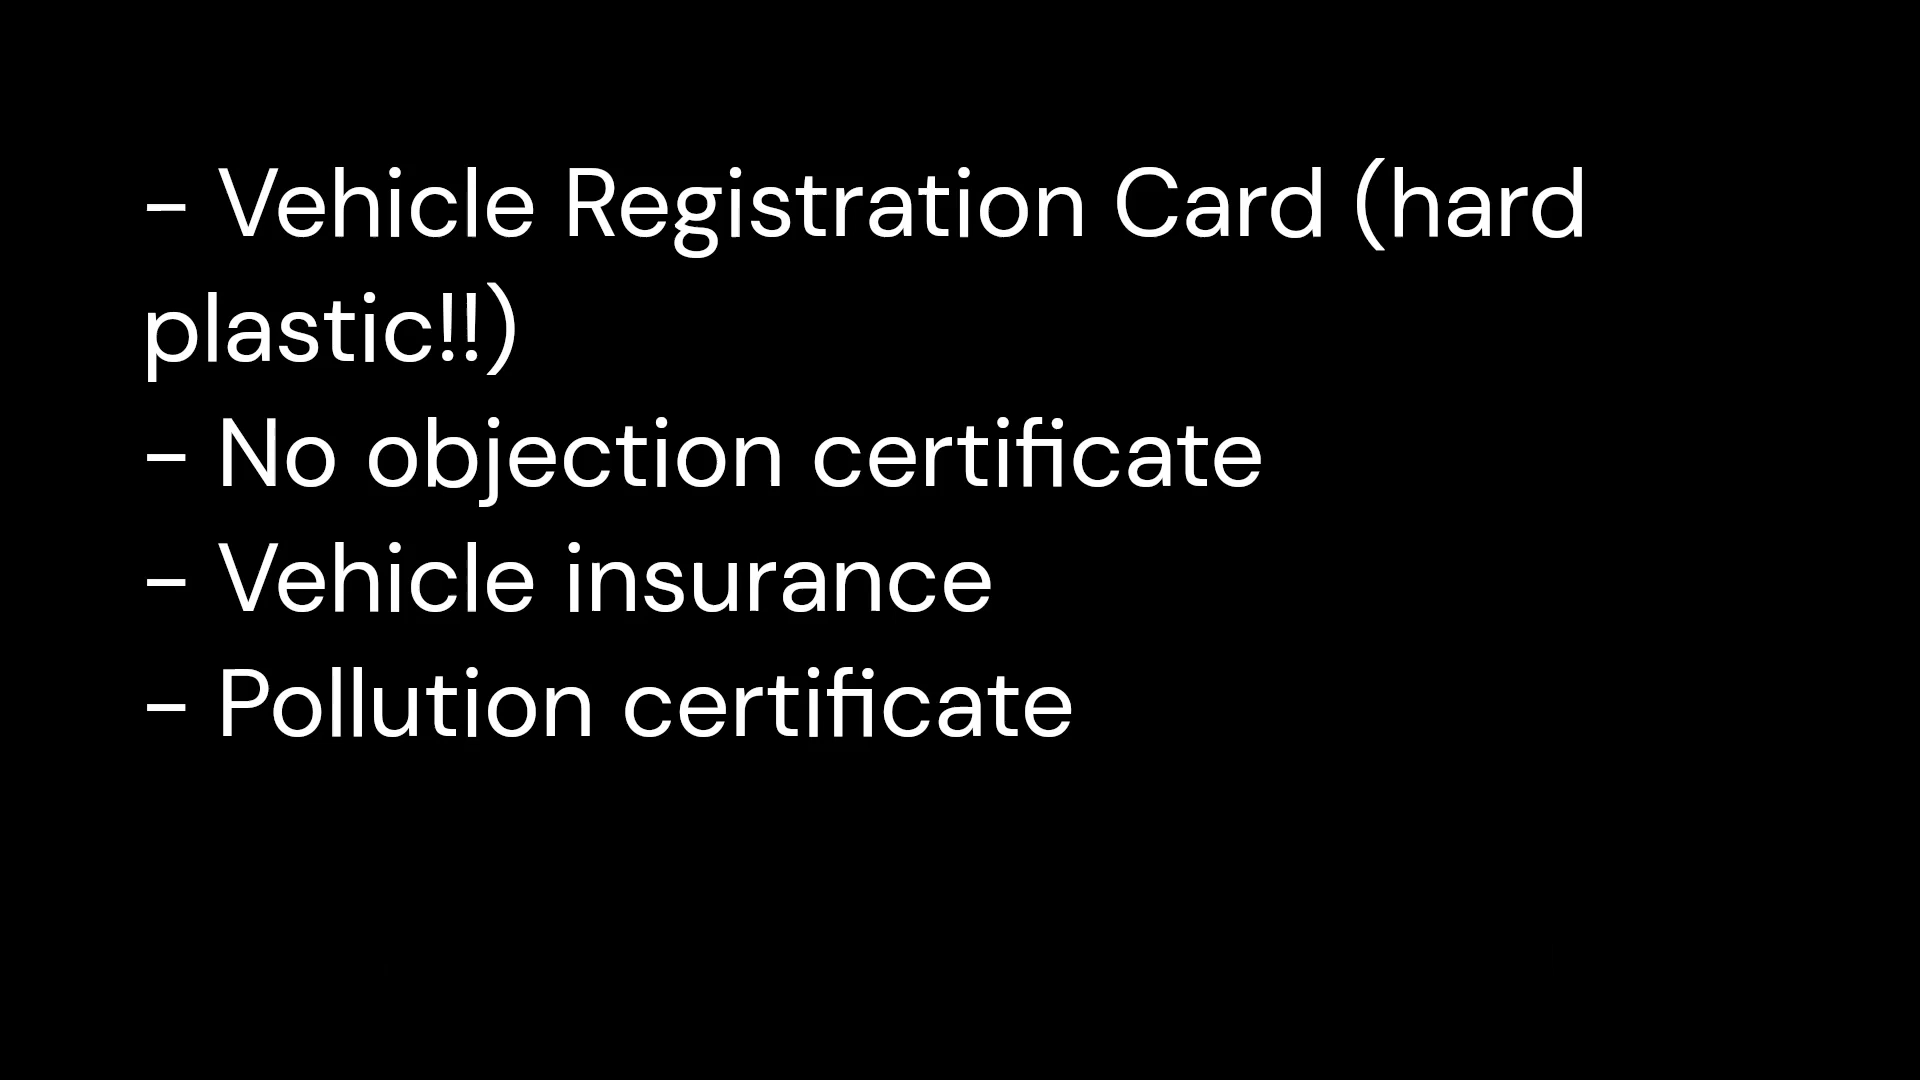 - Vehicle Registration Card (hard
plastic!!)
- No objection certificate
- Vehicle insurance
- Pollution certificate